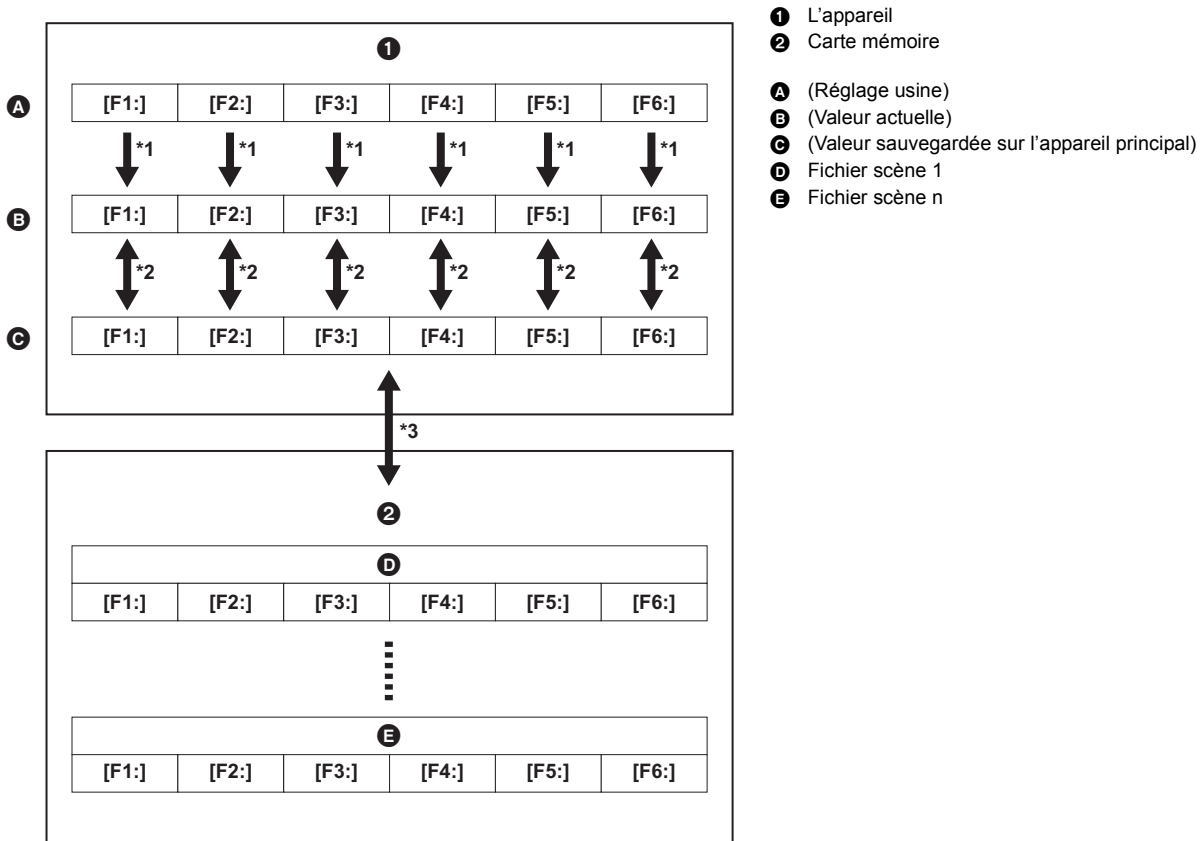 ❶ L'appareil
❷ Carte mémoire
Ⓐ (Réglage usine)
Ⓑ (Valeur actuelle)
Ⓒ (Valeur sauvegardée sur l'appareil principal)
Ⓓ Fichier scène 1
Ⓔ Fichier scène n
❶
Ⓐ [F1:] [F2:] [F3:] [F4:] [F5:] [F6:]
*1 *1 *1 *1 *1 *1
Ⓑ [F1:] [F2:] [F3:] [F4:] [F5:] [F6:]
*2 *2 *2 *2 *2 *2
Ⓒ [F1:] [F2:] [F3:] [F4:] [F5:] [F6:]
*3
❷
Ⓓ
[F1:] [F2:] [F3:] [F4:] [F5:] [F6:]
Ⓔ
[F1:] [F2:] [F3:] [F4:] [F5:] [F6:]